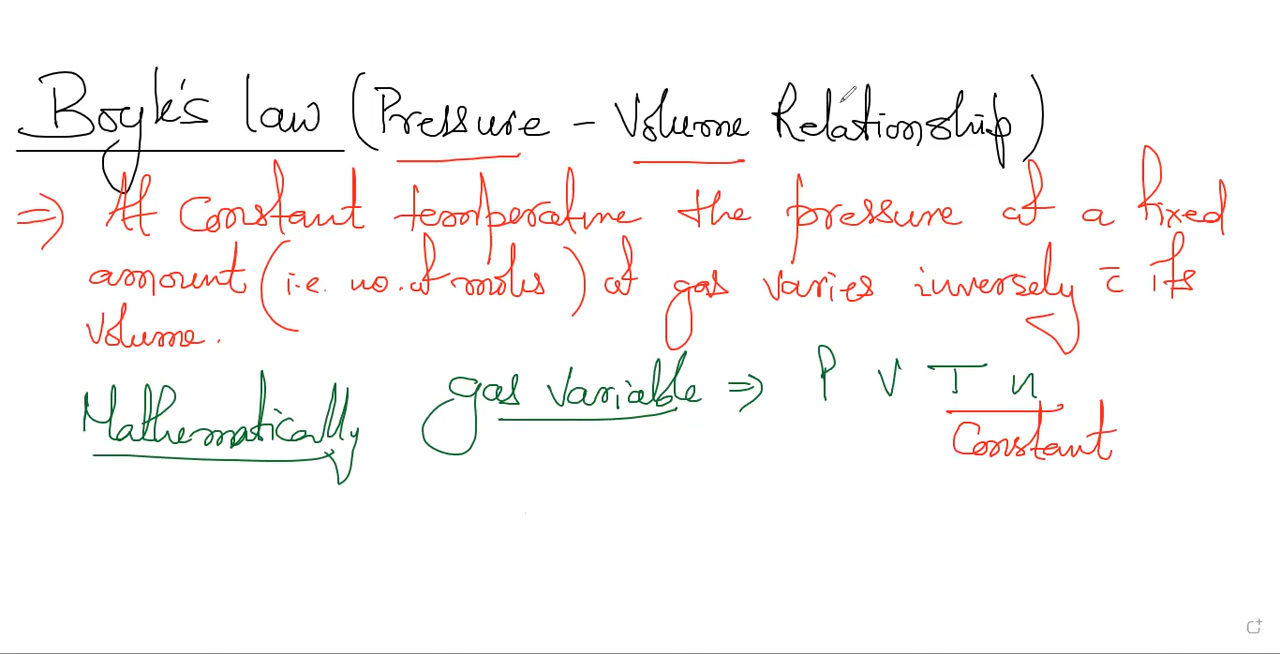 Boyle's law (Pressure - Volume Relationship)
⇒ At Constant temperature the pressure of a fixed
amount (i.e. no. of moles) of gas varies inversely c̄ its
volume.
Mathematically gas variable ⇒ P V T n
Constant